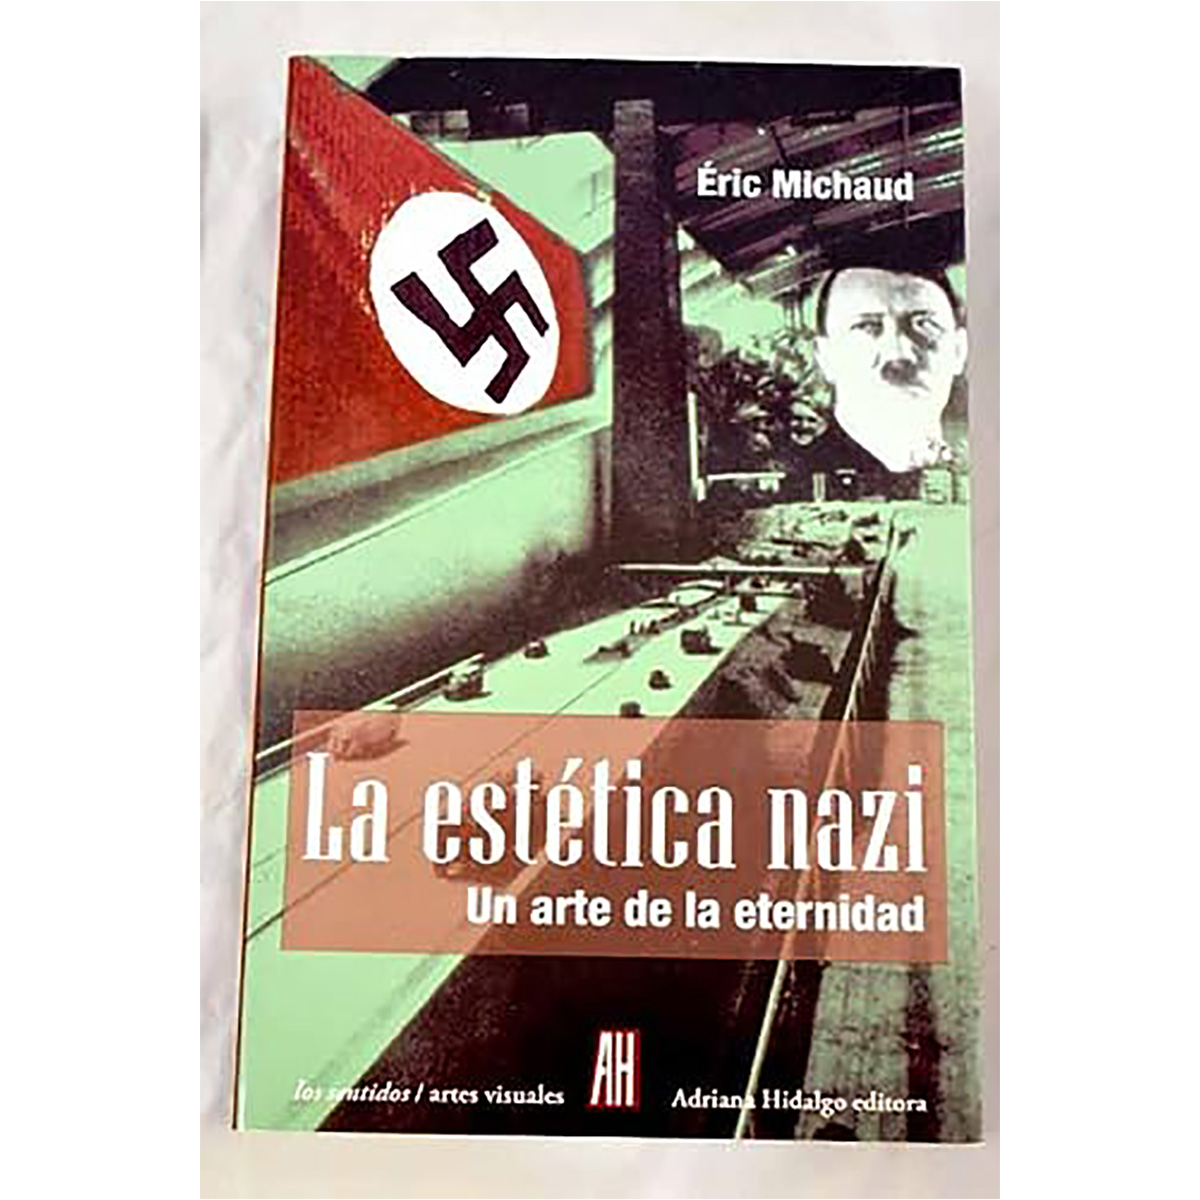 Éric Michaud
La estética nazi
Un arte de la eternidad
los sentidos / artes visuales
AH
Adriana Hidalgo editora